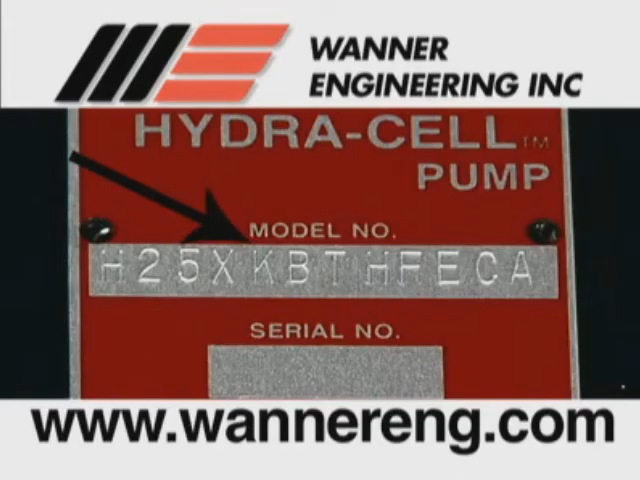 WANNER
ENGINEERING INC
HYDRA-CELL™
PUMP
MODEL NO.
H25XKBTHFECA
SERIAL NO.
www.wannereng.com